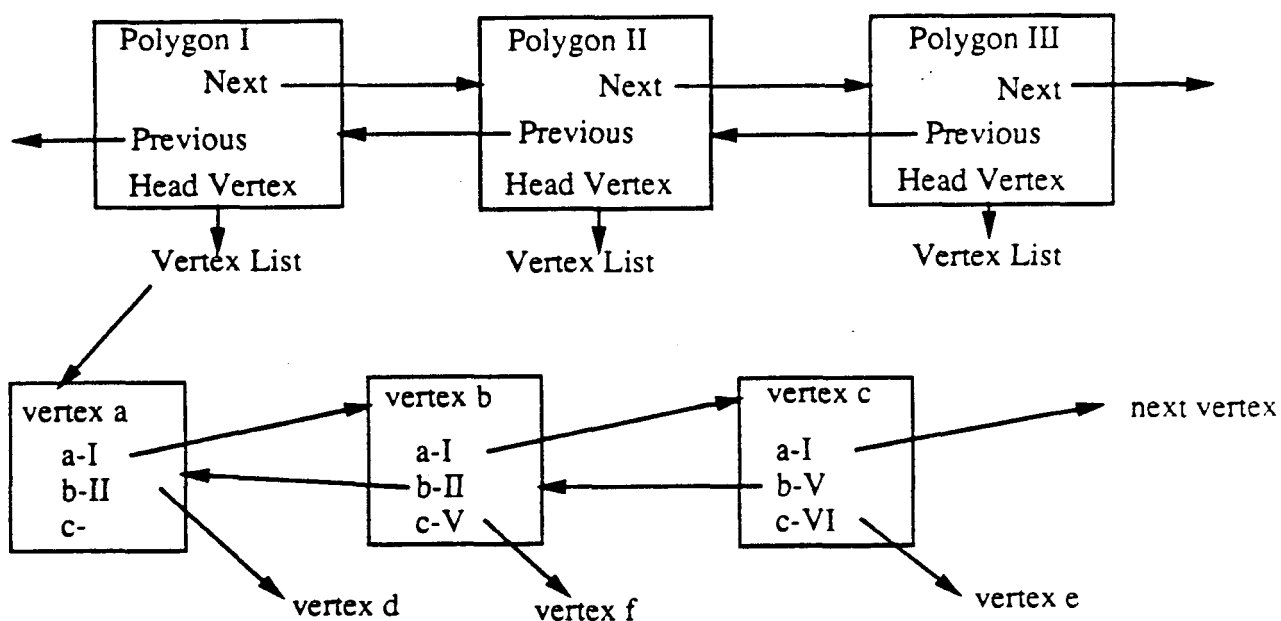 Polygon I
Next
Previous
Head Vertex
Polygon II
Next
Previous
Head Vertex
Polygon III
Next
Previous
Head Vertex
Vertex List
Vertex List
Vertex List
vertex a
a-I
b-II
c-
vertex b
a-I
b-II
c-V
vertex c
a-I
b-V
c-VI
next vertex
vertex d
vertex f
vertex e